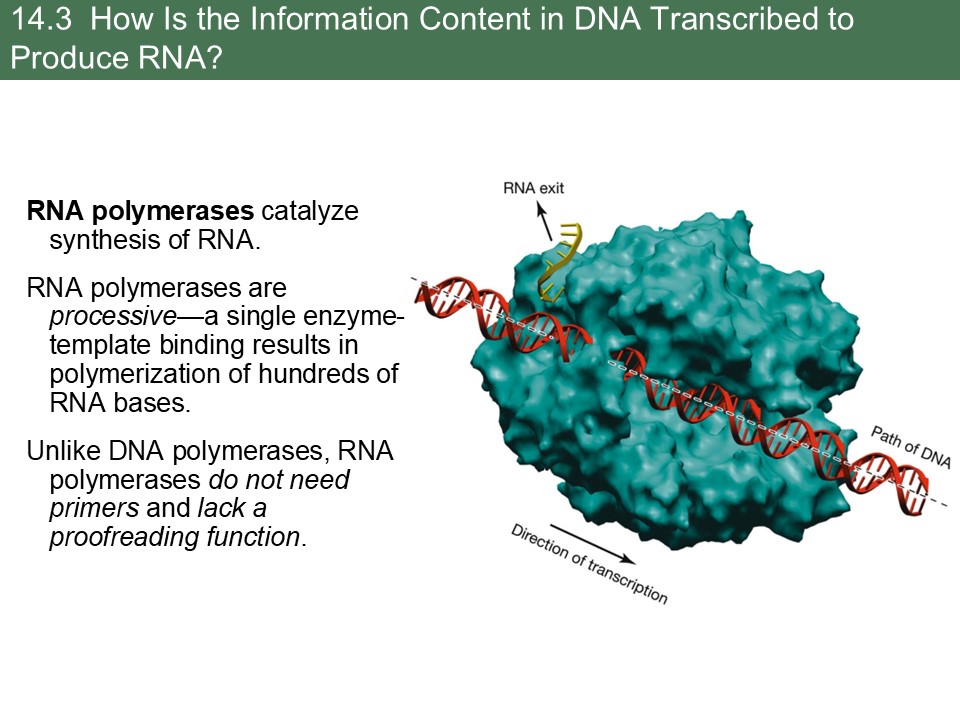 14.3 How Is the Information Content in DNA Transcribed to
Produce RNA?
RNA polymerases catalyze
synthesis of RNA.
RNA polymerases are
processive—a single enzyme-
template binding results in
polymerization of hundreds of
RNA bases.
Unlike DNA polymerases, RNA
polymerases do not need
primers and lack a
proofreading function.
RNA exit
Path of DNA
Direction of transcription